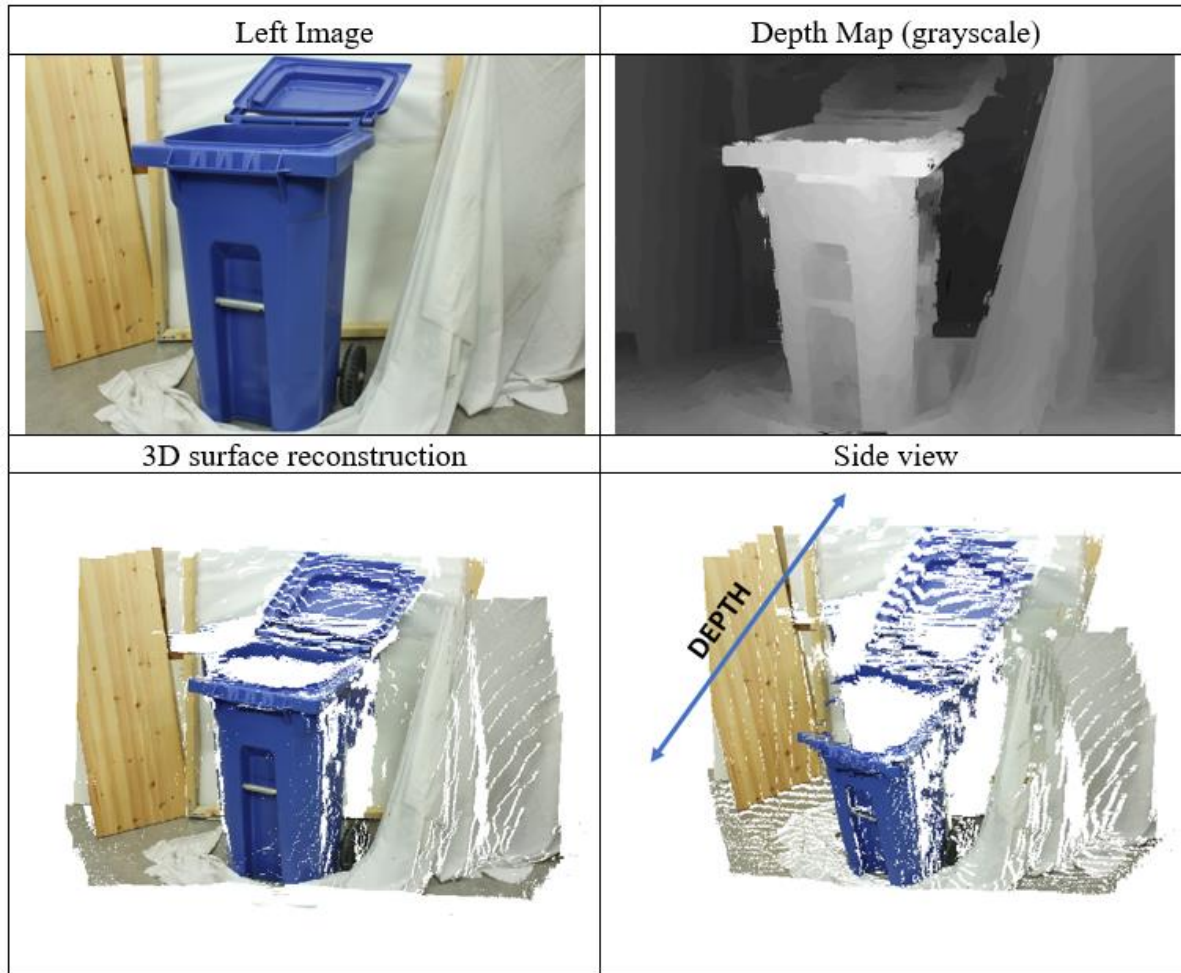 Left Image
Depth Map (grayscale)
3D surface reconstruction
Side view
DEPTH